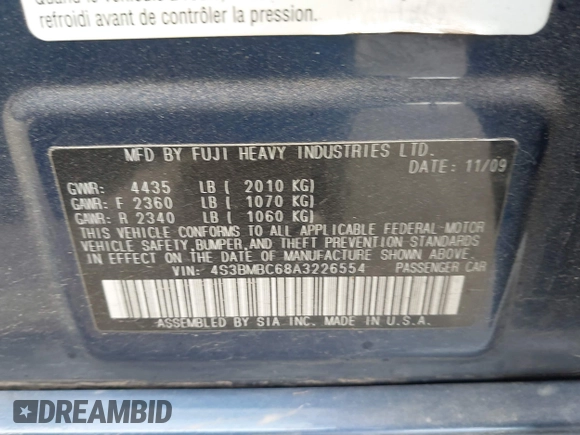 refroidi avant de contrôler la pression.
MFD BY FUJI HEAVY INDUSTRIES LTD.
DATE: 11/09
GVWR: 4435 LB ( 2010 KG)
GAWR: F 2360 LB ( 1070 KG)
GAWR: R 2340 LB ( 1060 KG)
THIS VEHICLE CONFORMS TO ALL APPLICABLE FEDERAL-MOTOR
VEHICLE SAFETY, BUMPER, AND THEFT PREVENTION STANDARDS
IN EFFECT ON THE DATE OF MANUFACTURE SHOWN ABOVE.
VIN: 4S3BMBC68A3226554 PASSENGER CAR
ASSEMBLED BY SIA INC. MADE IN U.S.A.
DREAMBID